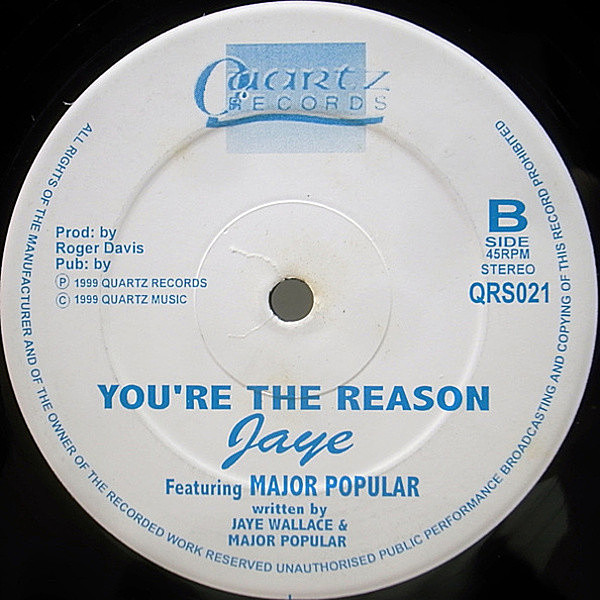 Quartz
RECORDS
Prod: by
Roger Davis
Pub: by
Ⓟ 1999 QUARTZ RECORDS
© 1999 QUARTZ MUSIC
B
SIDE
45RPM
STEREO
QRS021
YOU'RE THE REASON
Jaye
Featuring MAJOR POPULAR
written by
JAYE WALLACE &
MAJOR POPULAR
ALL RIGHTS OF THE MANUFACTURER AND OF THE OWNER OF THE RECORDED WORK RESERVED UNAUTHORISED PUBLIC PERFORMANCE BROADCASTING AND COPYING OF THIS RECORD PROHIBITED